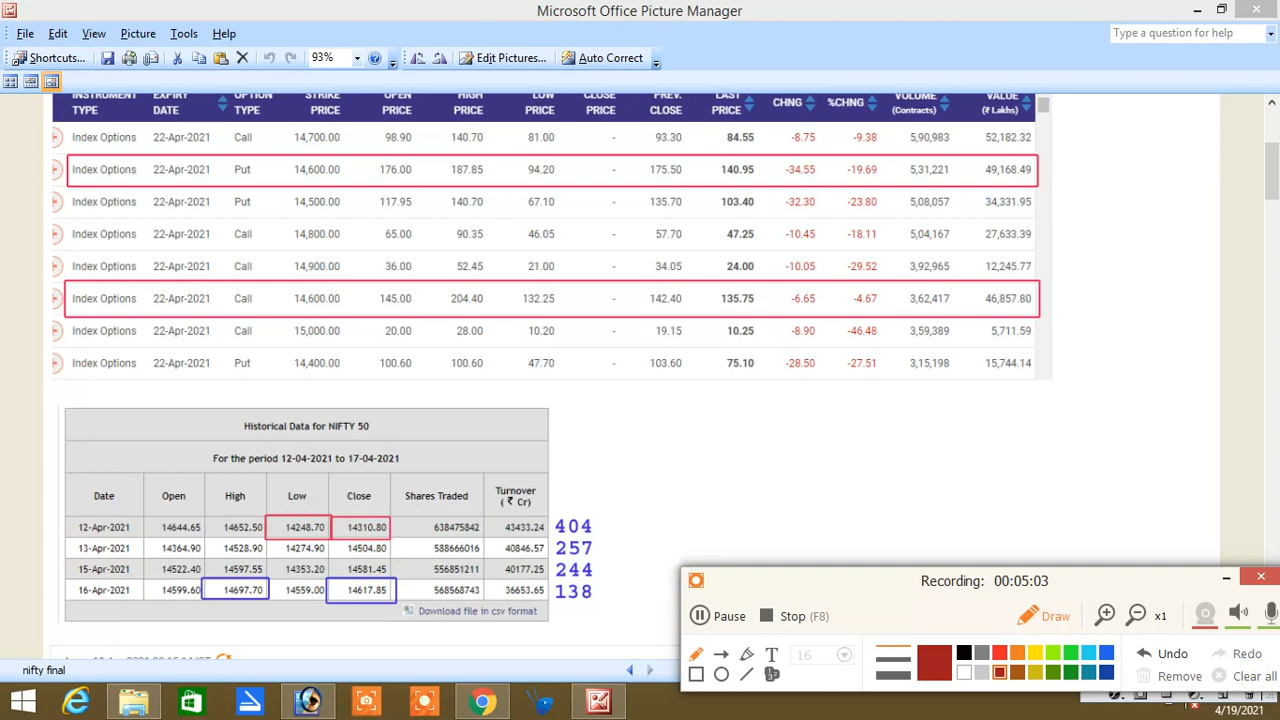 Microsoft Office Picture Manager
File Edit View Picture Tools Help
Type a question for help
Shortcuts... 93% Edit Pictures... Auto Correct
INSTRUMENT TYPE EXPIRY DATE OPTION TYPE STRIKE PRICE OPEN PRICE HIGH PRICE LOW PRICE CLOSE PRICE PREV. CLOSE LAST PRICE CHNG %CHNG VOLUME (Contracts) VALUE (₹ Lakhs)
Index Options 22-Apr-2021 Call 14,700.00 98.90 140.70 81.00 - 93.30 84.55 -8.75 -9.38 5,90,983 52,182.32
Index Options 22-Apr-2021 Put 14,600.00 176.00 187.85 94.20 - 175.50 140.95 -34.55 -19.69 5,31,221 49,168.49
Index Options 22-Apr-2021 Put 14,500.00 117.95 140.70 67.10 - 135.70 103.40 -32.30 -23.80 5,08,057 34,331.95
Index Options 22-Apr-2021 Call 14,800.00 65.00 90.35 46.05 - 57.70 47.25 -10.45 -18.11 5,04,167 27,633.39
Index Options 22-Apr-2021 Call 14,900.00 36.00 52.45 21.00 - 34.05 24.00 -10.05 -29.52 3,92,965 12,245.77
Index Options 22-Apr-2021 Call 14,600.00 145.00 204.40 132.25 - 142.40 135.75 -6.65 -4.67 3,62,417 46,857.80
Index Options 22-Apr-2021 Call 15,000.00 20.00 28.00 10.20 - 19.15 10.25 -8.90 -46.48 3,59,389 5,711.59
Index Options 22-Apr-2021 Put 14,400.00 100.60 100.60 47.70 - 103.60 75.10 -28.50 -27.51 3,15,198 15,744.14
Historical Data for NIFTY 50
For the period 12-04-2021 to 17-04-2021
Date Open High Low Close Shares Traded Turnover (₹ Cr)
12-Apr-2021 14644.65 14652.50 14248.70 14310.80 638475842 43433.24 404
13-Apr-2021 14364.90 14528.90 14274.90 14504.80 588666016 40846.57 257
15-Apr-2021 14522.40 14597.55 14353.20 14581.45 556851211 40177.25 244
16-Apr-2021 14599.60 14697.70 14559.00 14617.85 568568743 36653.65 138
Download file in csv format
Recording: 00:05:03
Pause Stop (F8) Draw x1
T 16 Undo Redo
Remove Clear all
nifty final
4/19/2021